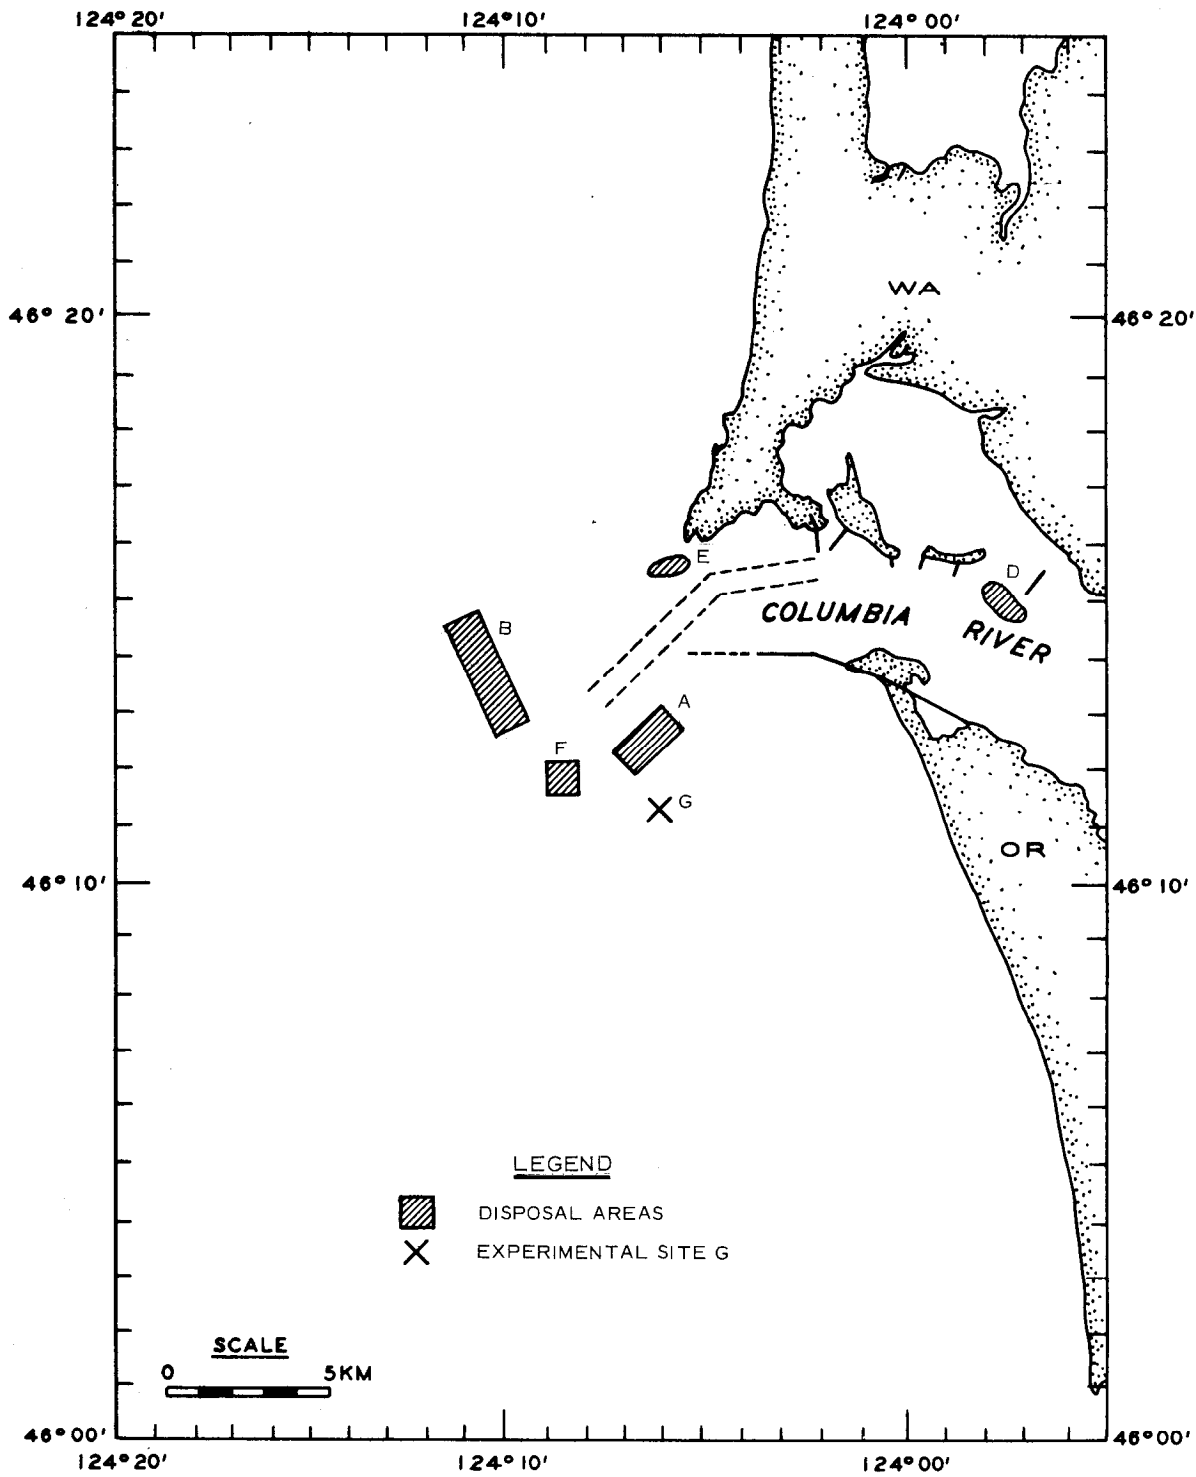 124° 20' 124° 10' 124° 00'
WA
46° 20' 46° 20'
E
D
COLUMBIA
RIVER
B
A
F
G
OR
46° 10' 46° 10'
LEGEND
DISPOSAL AREAS
EXPERIMENTAL SITE G
SCALE
0 5KM
46° 00' 46° 00'
124° 20' 124° 10' 124° 00'